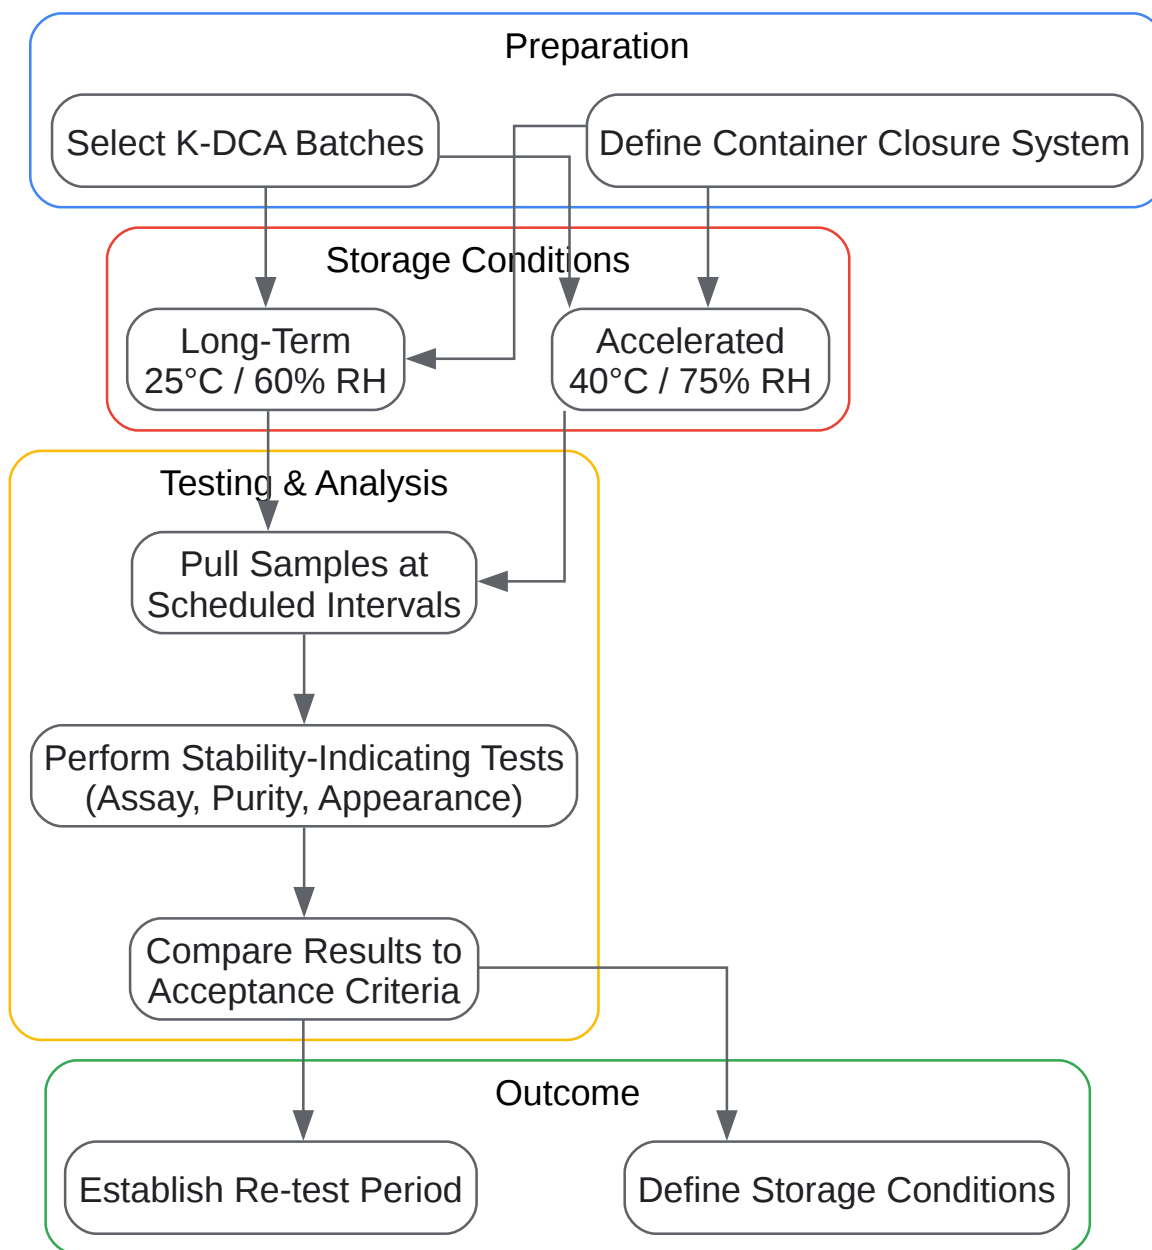 Preparation
Select K-DCA Batches
Define Container Closure System
Storage Conditions
Long-Term
25°C / 60% RH
Accelerated
40°C / 75% RH
Testing & Analysis
Pull Samples at
Scheduled Intervals
Perform Stability-Indicating Tests
(Assay, Purity, Appearance)
Compare Results to
Acceptance Criteria
Outcome
Establish Re-test Period
Define Storage Conditions